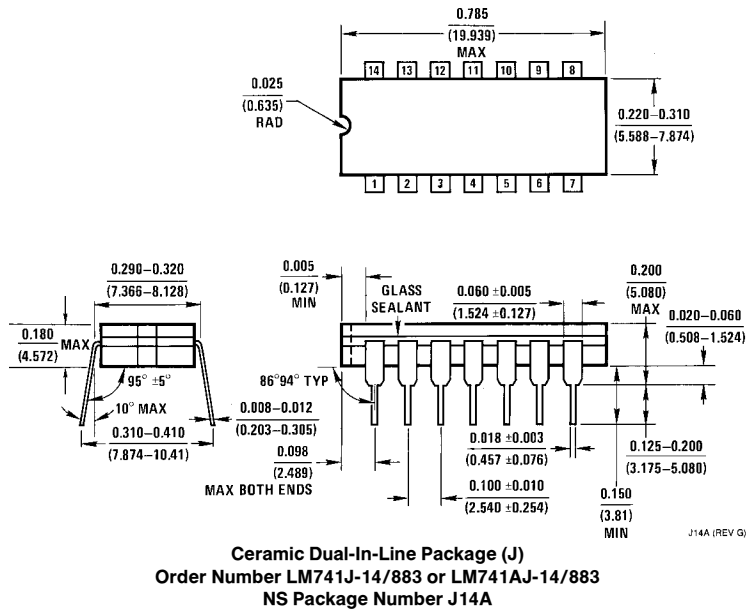 0.785
(19.939)
MAX
14 13 12 11 10 9 8
0.025
(0.635)
RAD
0.220–0.310
(5.588–7.874)
1 2 3 4 5 6 7
0.290–0.320
(7.366–8.128)
0.005
(0.127)
MIN
GLASS
SEALANT
0.060 ±0.005
(1.524 ±0.127)
0.200
(5.080)
MAX
0.020–0.060
(0.508–1.524)
0.180
(4.572)
MAX
95° ±5°
86°94° TYP
10° MAX
0.008–0.012
(0.203–0.305)
0.310–0.410
(7.874–10.41)
0.098
(2.489)
MAX BOTH ENDS
0.018 ±0.003
(0.457 ±0.076)
0.125–0.200
(3.175–5.080)
0.100 ±0.010
(2.540 ±0.254)
0.150
(3.81)
MIN
J14A (REV G)
Ceramic Dual-In-Line Package (J)
Order Number LM741J-14/883 or LM741AJ-14/883
NS Package Number J14A